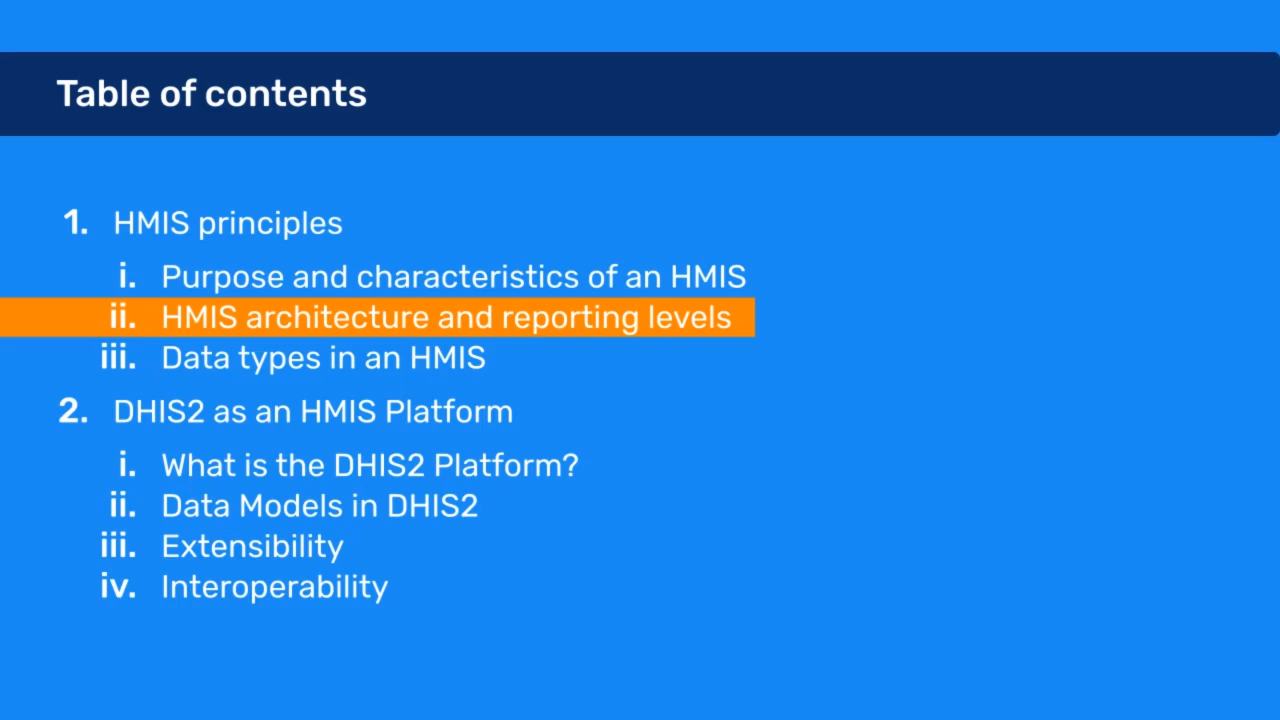 Table of contents
1. HMIS principles
i. Purpose and characteristics of an HMIS
ii. HMIS architecture and reporting levels
iii. Data types in an HMIS
2. DHIS2 as an HMIS Platform
i. What is the DHIS2 Platform?
ii. Data Models in DHIS2
iii. Extensibility
iv. Interoperability